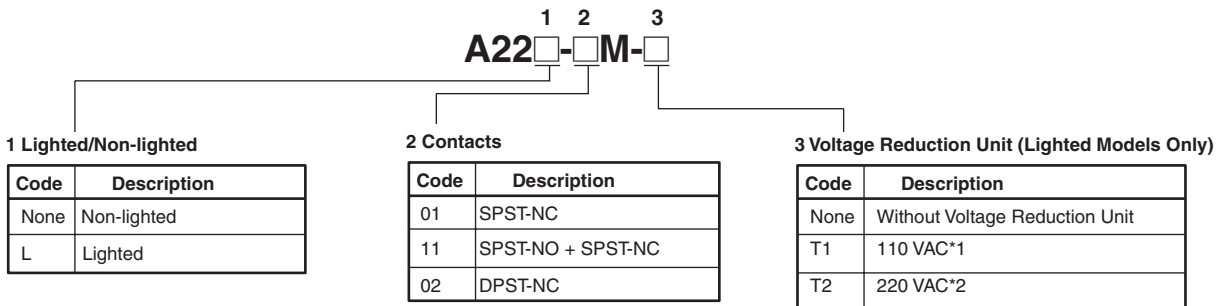 1 2 3
A22□-□M-□
1 Lighted/Non-lighted
Code Description
None Non-lighted
L Lighted
2 Contacts
Code Description
01 SPST-NC
11 SPST-NO + SPST-NC
02 DPST-NC
3 Voltage Reduction Unit (Lighted Models Only)
Code Description
None Without Voltage Reduction Unit
T1 110 VAC*1
T2 220 VAC*2